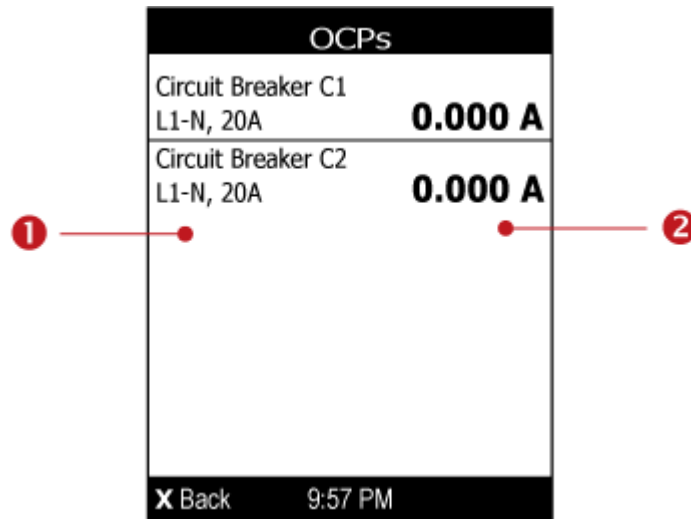 OCPs
Circuit Breaker C1
L1-N, 20A 0.000 A
Circuit Breaker C2
L1-N, 20A 0.000 A
1 2
X Back 9:57 PM